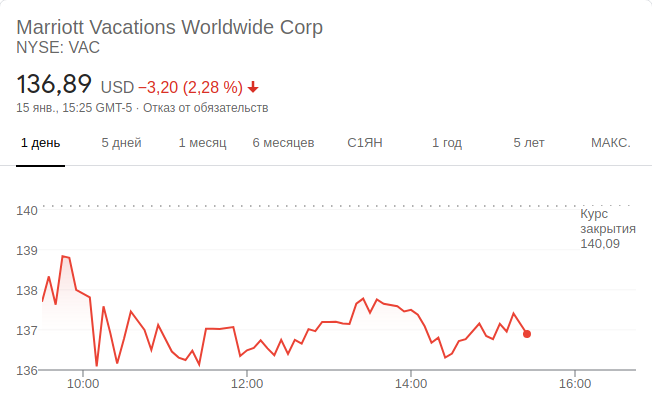 Marriott Vacations Worldwide Corp
NYSE: VAC
136,89 USD −3,20 (2,28 %)
15 янв., 15:25 GMT-5 · Отказ от обязательств
1 день 5 дней 1 месяц 6 месяцев С1ЯН 1 год 5 лет МАКС.
140
Курс
закрытия
140,09
139
138
137
136
10:00 12:00 14:00 16:00